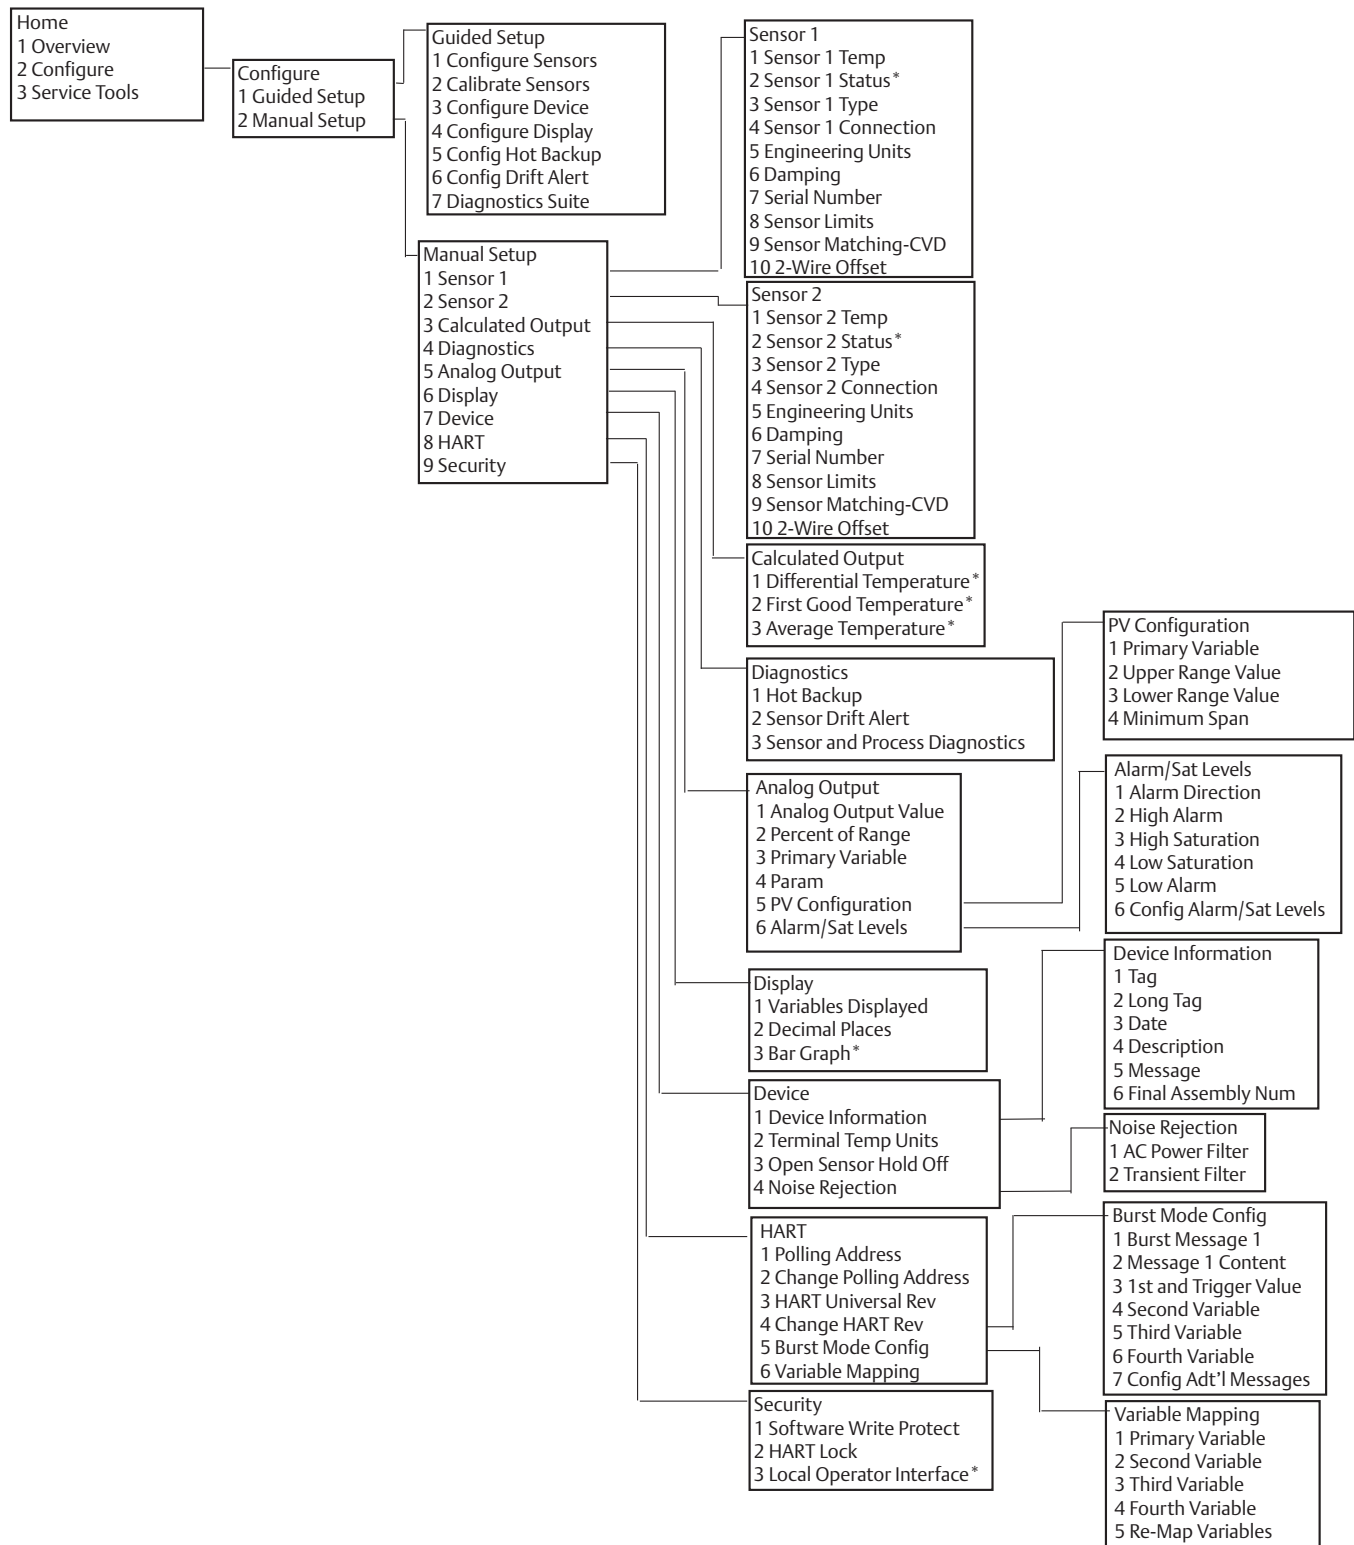 Home
1 Overview
2 Configure
3 Service Tools
Configure
1 Guided Setup
2 Manual Setup
Guided Setup
1 Configure Sensors
2 Calibrate Sensors
3 Configure Device
4 Configure Display
5 Config Hot Backup
6 Config Drift Alert
7 Diagnostics Suite
Manual Setup
1 Sensor 1
2 Sensor 2
3 Calculated Output
4 Diagnostics
5 Analog Output
6 Display
7 Device
8 HART
9 Security
Sensor 1
1 Sensor 1 Temp
2 Sensor 1 Status*
3 Sensor 1 Type
4 Sensor 1 Connection
5 Engineering Units
6 Damping
7 Serial Number
8 Sensor Limits
9 Sensor Matching-CVD
10 2-Wire Offset
Sensor 2
1 Sensor 2 Temp
2 Sensor 2 Status*
3 Sensor 2 Type
4 Sensor 2 Connection
5 Engineering Units
6 Damping
7 Serial Number
8 Sensor Limits
9 Sensor Matching-CVD
10 2-Wire Offset
Calculated Output
1 Differential Temperature*
2 First Good Temperature*
3 Average Temperature*
Diagnostics
1 Hot Backup
2 Sensor Drift Alert
3 Sensor and Process Diagnostics
Analog Output
1 Analog Output Value
2 Percent of Range
3 Primary Variable
4 Param
5 PV Configuration
6 Alarm/Sat Levels
Display
1 Variables Displayed
2 Decimal Places
3 Bar Graph*
Device
1 Device Information
2 Terminal Temp Units
3 Open Sensor Hold Off
4 Noise Rejection
HART
1 Polling Address
2 Change Polling Address
3 HART Universal Rev
4 Change HART Rev
5 Burst Mode Config
6 Variable Mapping
Security
1 Software Write Protect
2 HART Lock
3 Local Operator Interface*
PV Configuration
1 Primary Variable
2 Upper Range Value
3 Lower Range Value
4 Minimum Span
Alarm/Sat Levels
1 Alarm Direction
2 High Alarm
3 High Saturation
4 Low Saturation
5 Low Alarm
6 Config Alarm/Sat Levels
Device Information
1 Tag
2 Long Tag
3 Date
4 Description
5 Message
6 Final Assembly Num
Noise Rejection
1 AC Power Filter
2 Transient Filter
Burst Mode Config
1 Burst Message 1
2 Message 1 Content
3 1st and Trigger Value
4 Second Variable
5 Third Variable
6 Fourth Variable
7 Config Adt'l Messages
Variable Mapping
1 Primary Variable
2 Second Variable
3 Third Variable
4 Fourth Variable
5 Re-Map Variables